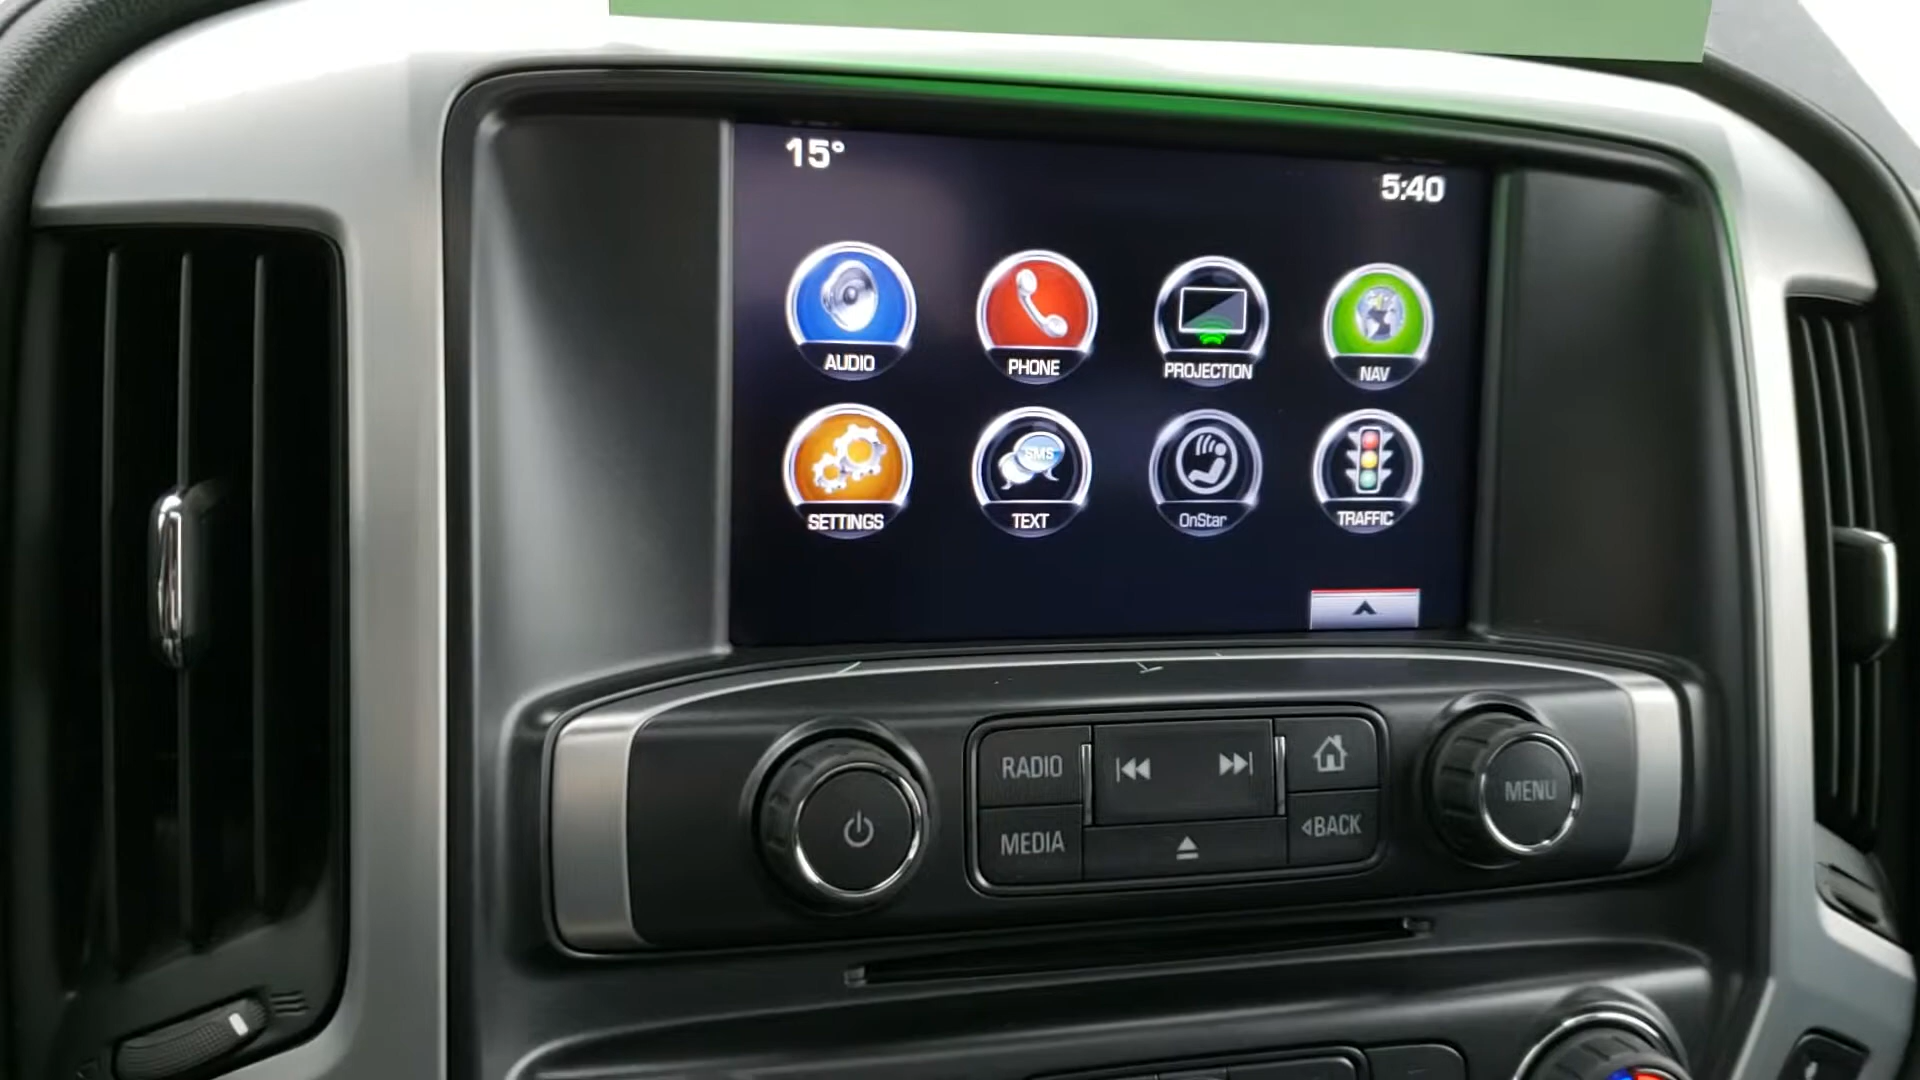 15°
5:40
AUDIO
PHONE
PROJECTION
NAV
SETTINGS
SMS
TEXT
OnStar
TRAFFIC
RADIO
MEDIA
BACK
MENU